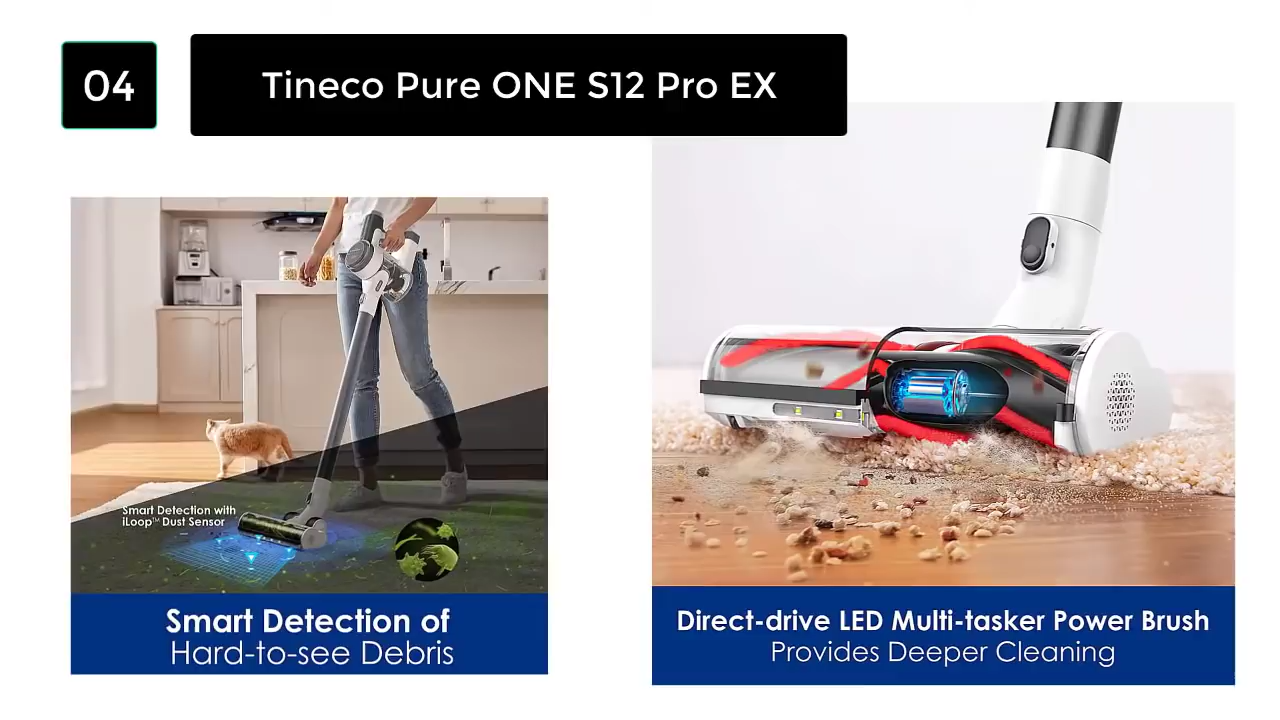 04
Tineco Pure ONE S12 Pro EX
Smart Detection with
iLoop™ Dust Sensor
Smart Detection of
Hard-to-see Debris
Direct-drive LED Multi-tasker Power Brush
Provides Deeper Cleaning